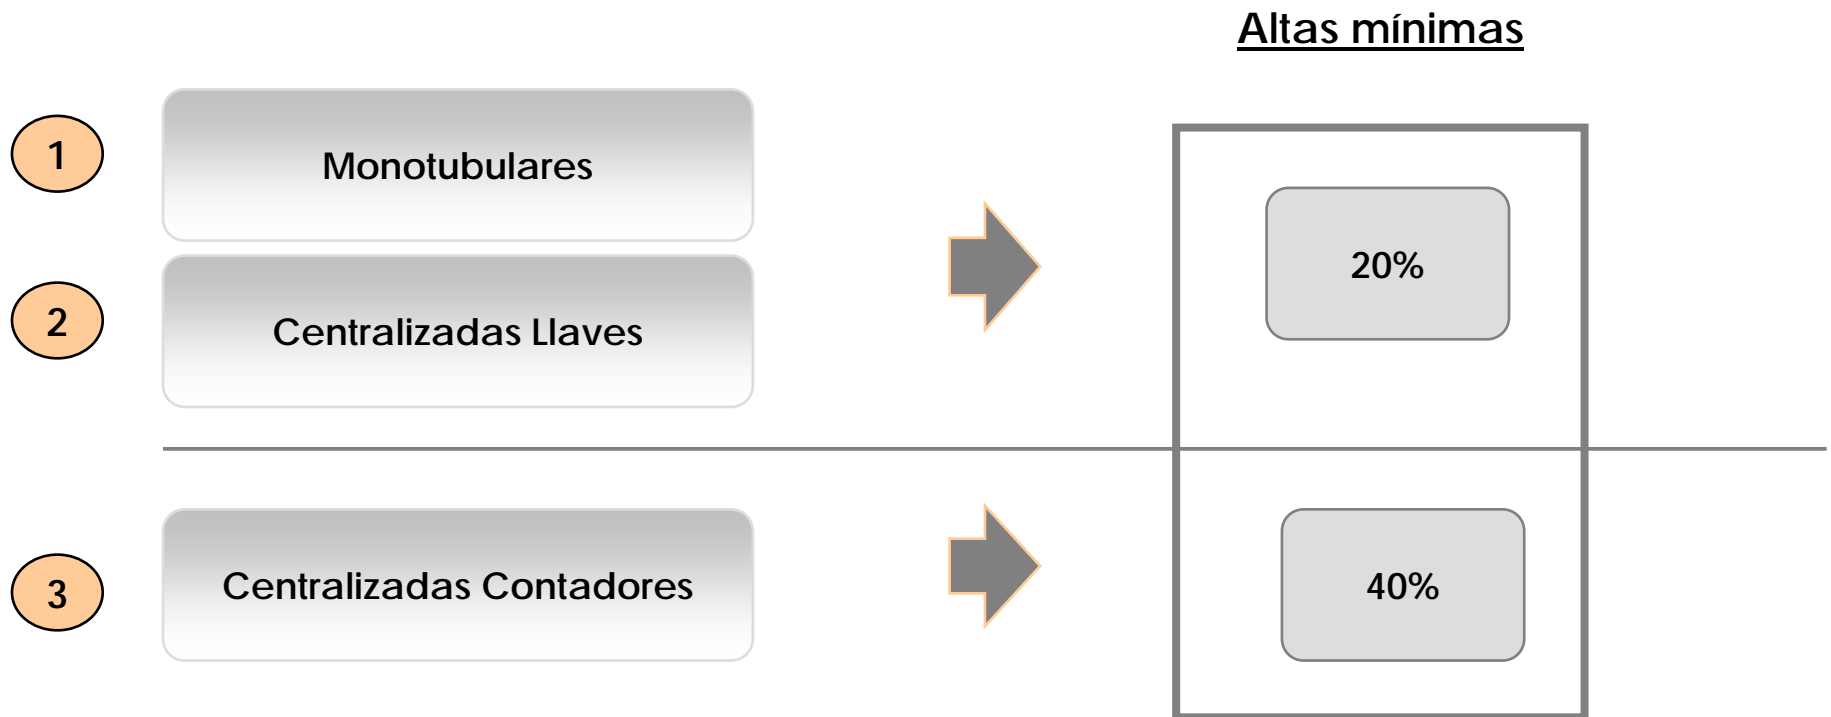 Altas mínimas
1
Monotubulares
2
Centralizadas Llaves
20%
3
Centralizadas Contadores
40%